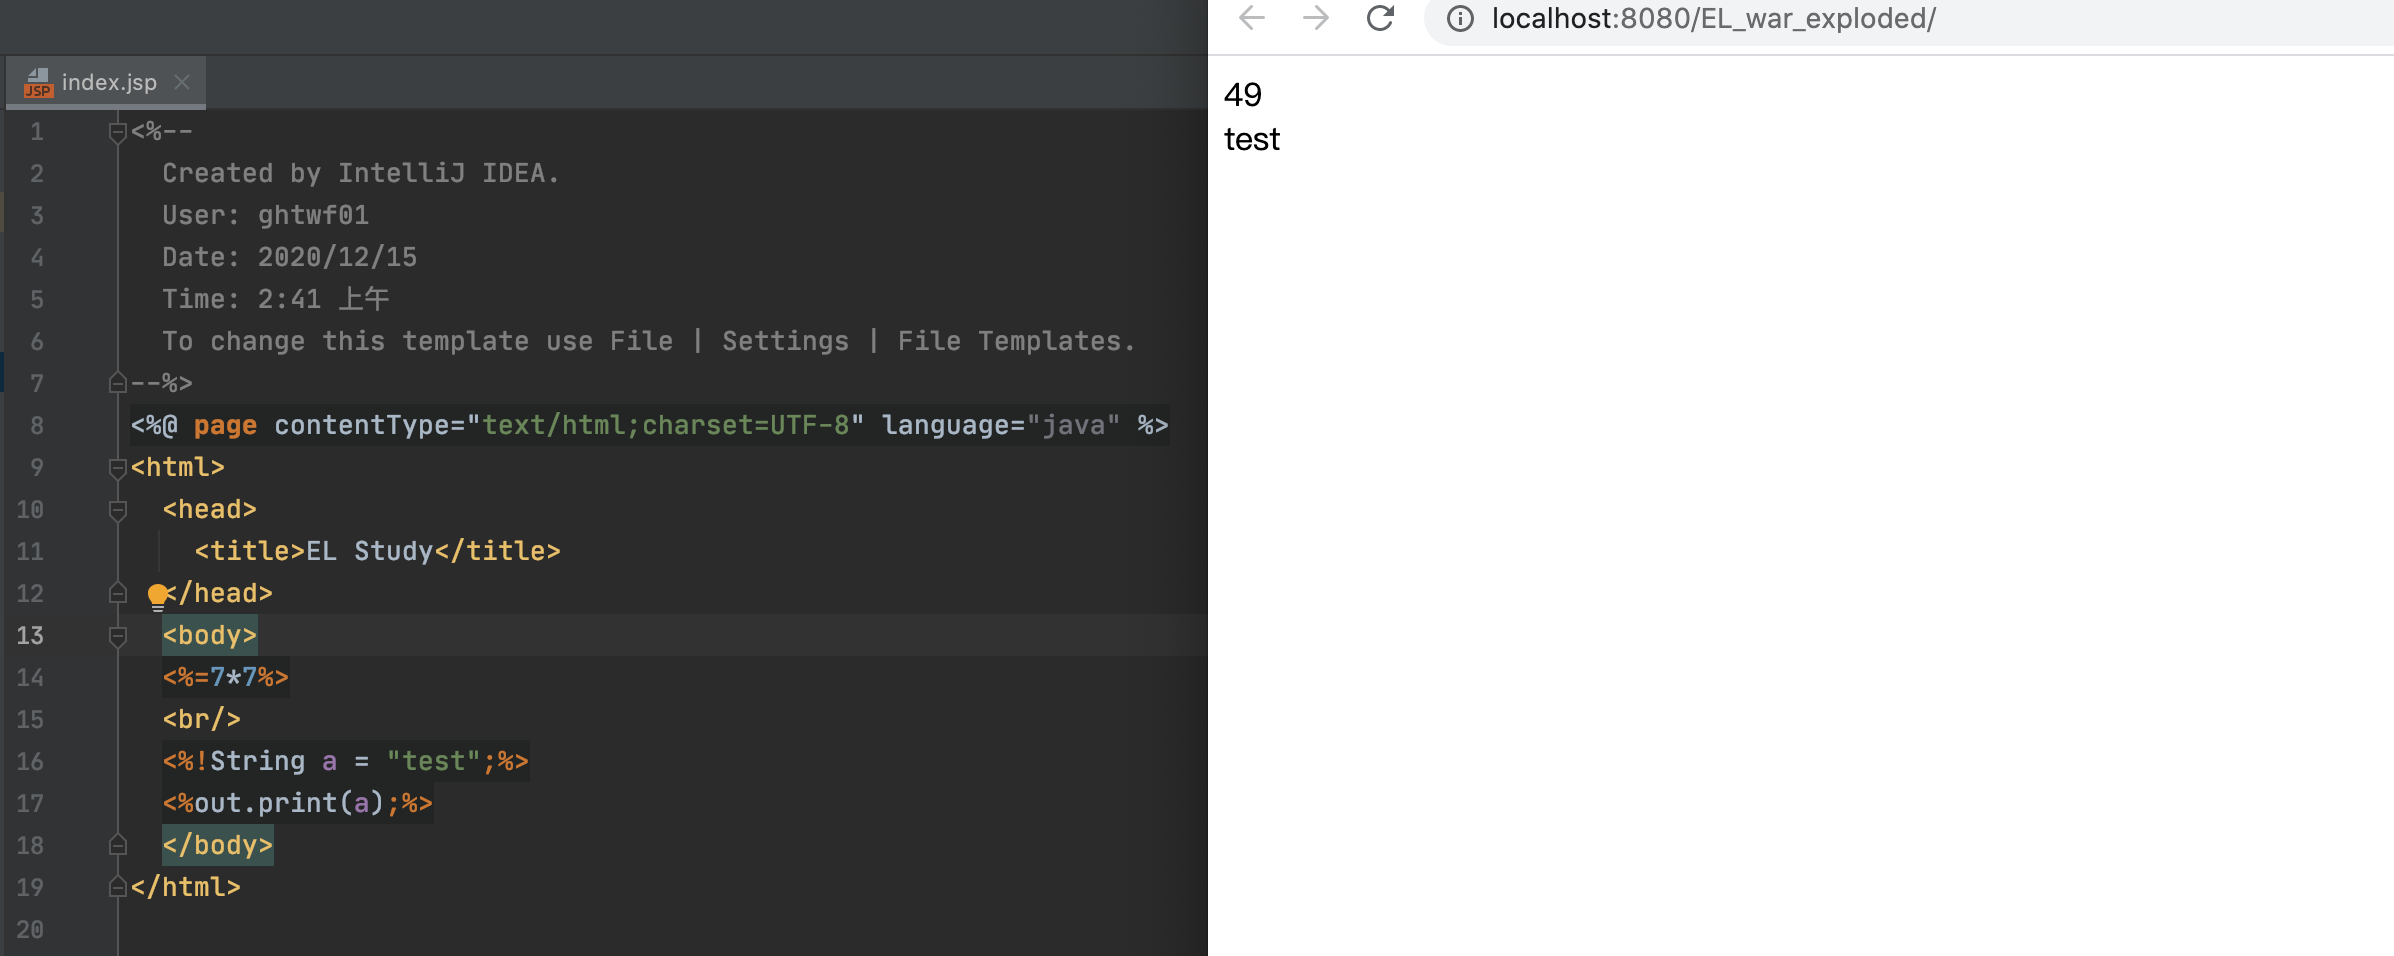 index.jsp
1 <%--
2 Created by IntelliJ IDEA.
3 User: ghtwf01
4 Date: 2020/12/15
5 Time: 2:41 上午
6 To change this template use File | Settings | File Templates.
7 --%>
8 <%@ page contentType="text/html;charset=UTF-8" language="java" %>
9 <html>
10 <head>
11 <title>EL Study</title>
12 </head>
13 <body>
14 <%=7*7%>
15 <br/>
16 <%!String a = "test";%>
17 <%out.print(a);%>
18 </body>
19 </html>
20
localhost:8080/EL_war_exploded/
49
test